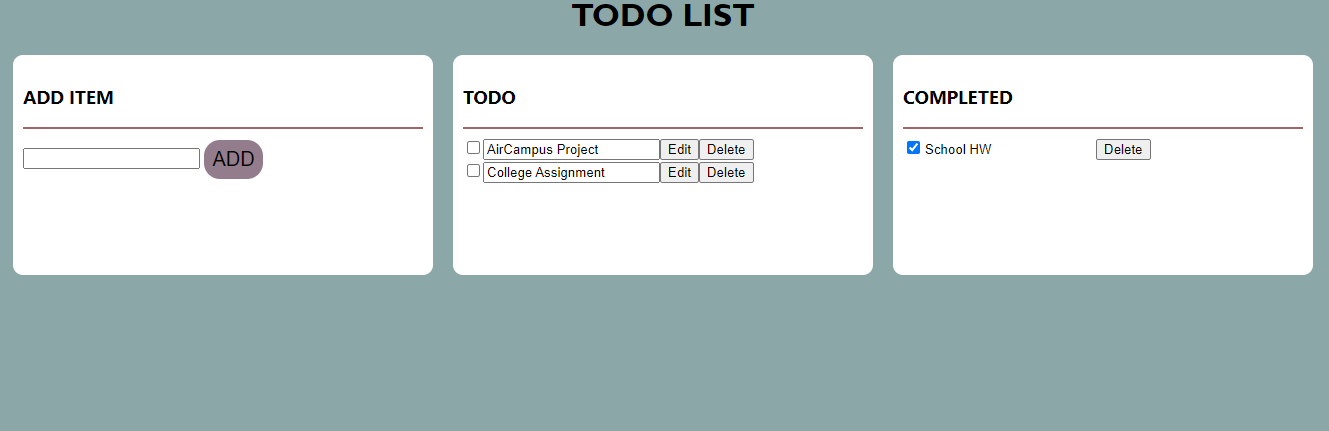 TODO LIST
ADD ITEM
ADD
TODO
AirCampus Project Edit Delete
College Assignment Edit Delete
COMPLETED
School HW Delete